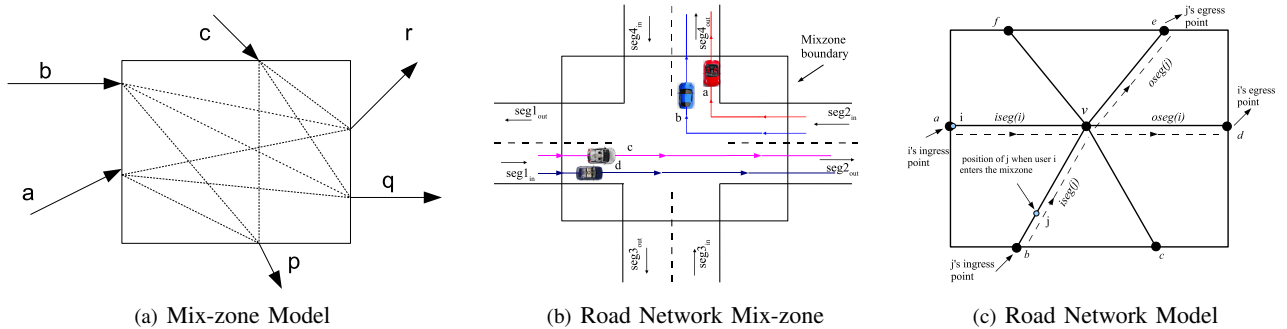 c
r
b
a
q
p
(a) Mix-zone Model
seg4in
seg4out
Mixzone
boundary
a
b
seg1out
seg2in
c
d
seg1in
seg2out
seg3out
seg3in
(b) Road Network Mix-zone
j's egress
point
f
e
oseg(j)
i's egress
point
v
a
i
iseg(i)
oseg(i)
d
i's ingress
point
position of j when user i
enters the mixzone
iseg(j)
j
j's ingress
point
b
c
(c) Road Network Model